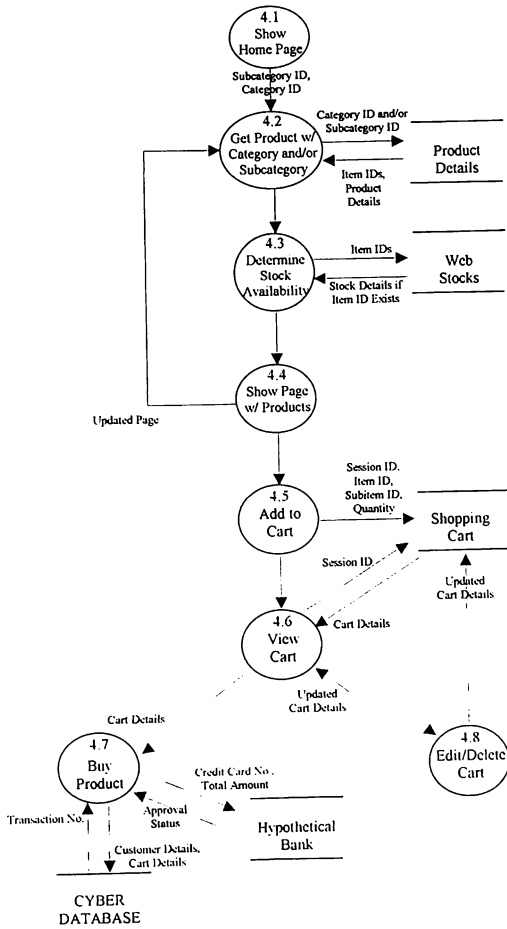 4.1
Show
Home Page
Subcategory ID,
Category ID
4.2
Get Product w/
Category and/or
Subcategory
Category ID and/or
Subcategory ID
Item IDs,
Product
Details
Product
Details
4.3
Determine
Stock
Availability
Item IDs
Stock Details if
Item ID Exists
Web
Stocks
4.4
Show Page
w/ Products
Updated Page
4.5
Add to
Cart
Session ID.
Item ID,
Subitem ID,
Quantity
Shopping
Cart
Session ID
Updated
Cart Details
4.6
View
Cart
Cart Details
Updated
Cart Details
Cart Details
4.7
Buy
Product
4.8
Edit/Delete
Cart
Credit Card No.,
Total Amount
Approval
Status
Hypothetical
Bank
Transaction No.
Customer Details,
Cart Details
CYBER
DATABASE